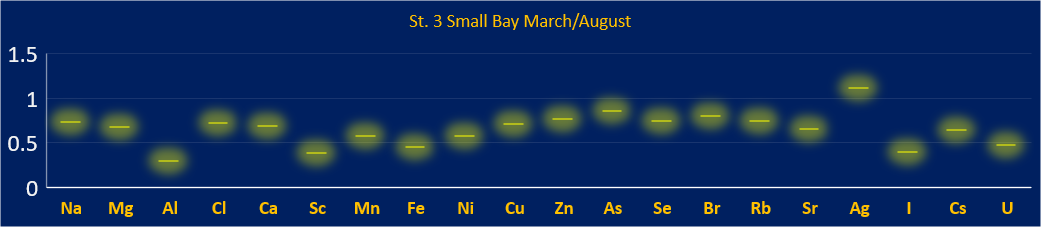 St. 3 Small Bay March/August
1.5
1
0.5
0
Na Mg Al Cl Ca Sc Mn Fe Ni Cu Zn As Se Br Rb Sr Ag I Cs U